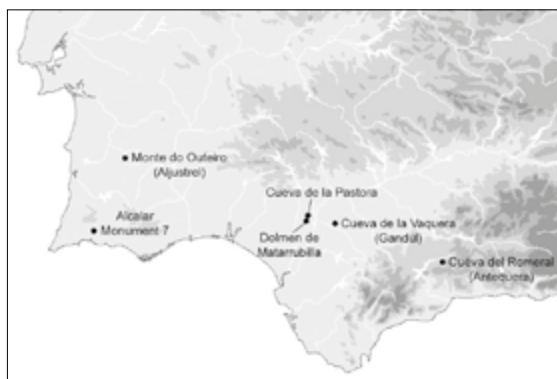 Monte do Outeiro
(Aljustrel)
Cueva de la Pastora
Alcalar
Monument 7
Cueva de la Vaquera
(Gandúl)
Dolmen de
Matarrubilla
Cueva del Romeral
(Antequera)